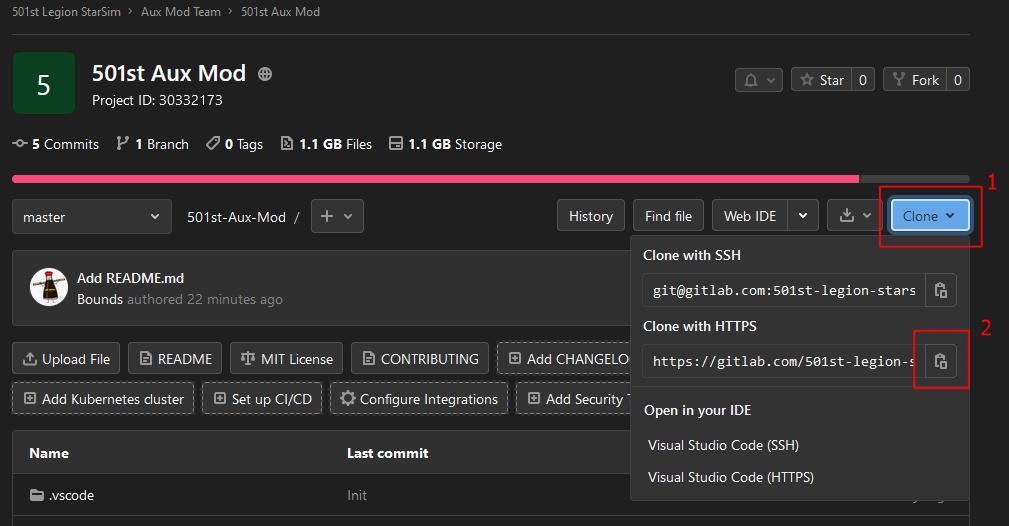 501st Legion StarSim > Aux Mod Team > 501st Aux Mod
5
501st Aux Mod
Project ID: 30332173
Star 0
Fork 0
5 Commits
1 Branch
0 Tags
1.1 GB Files
1.1 GB Storage
1
master
501st-Aux-Mod /
+
History
Find file
Web IDE
Clone
Clone with SSH
git@gitlab.com:501st-legion-stars
Add README.md
Bounds authored 22 minutes ago
Clone with HTTPS
2
https://gitlab.com/501st-legion-s
Upload File
README
MIT License
CONTRIBUTING
Add CHANGELO
Add Kubernetes cluster
Set up CI/CD
Configure Integrations
Add Security
Open in your IDE
Visual Studio Code (SSH)
Visual Studio Code (HTTPS)
Name
Last commit
.vscode
Init